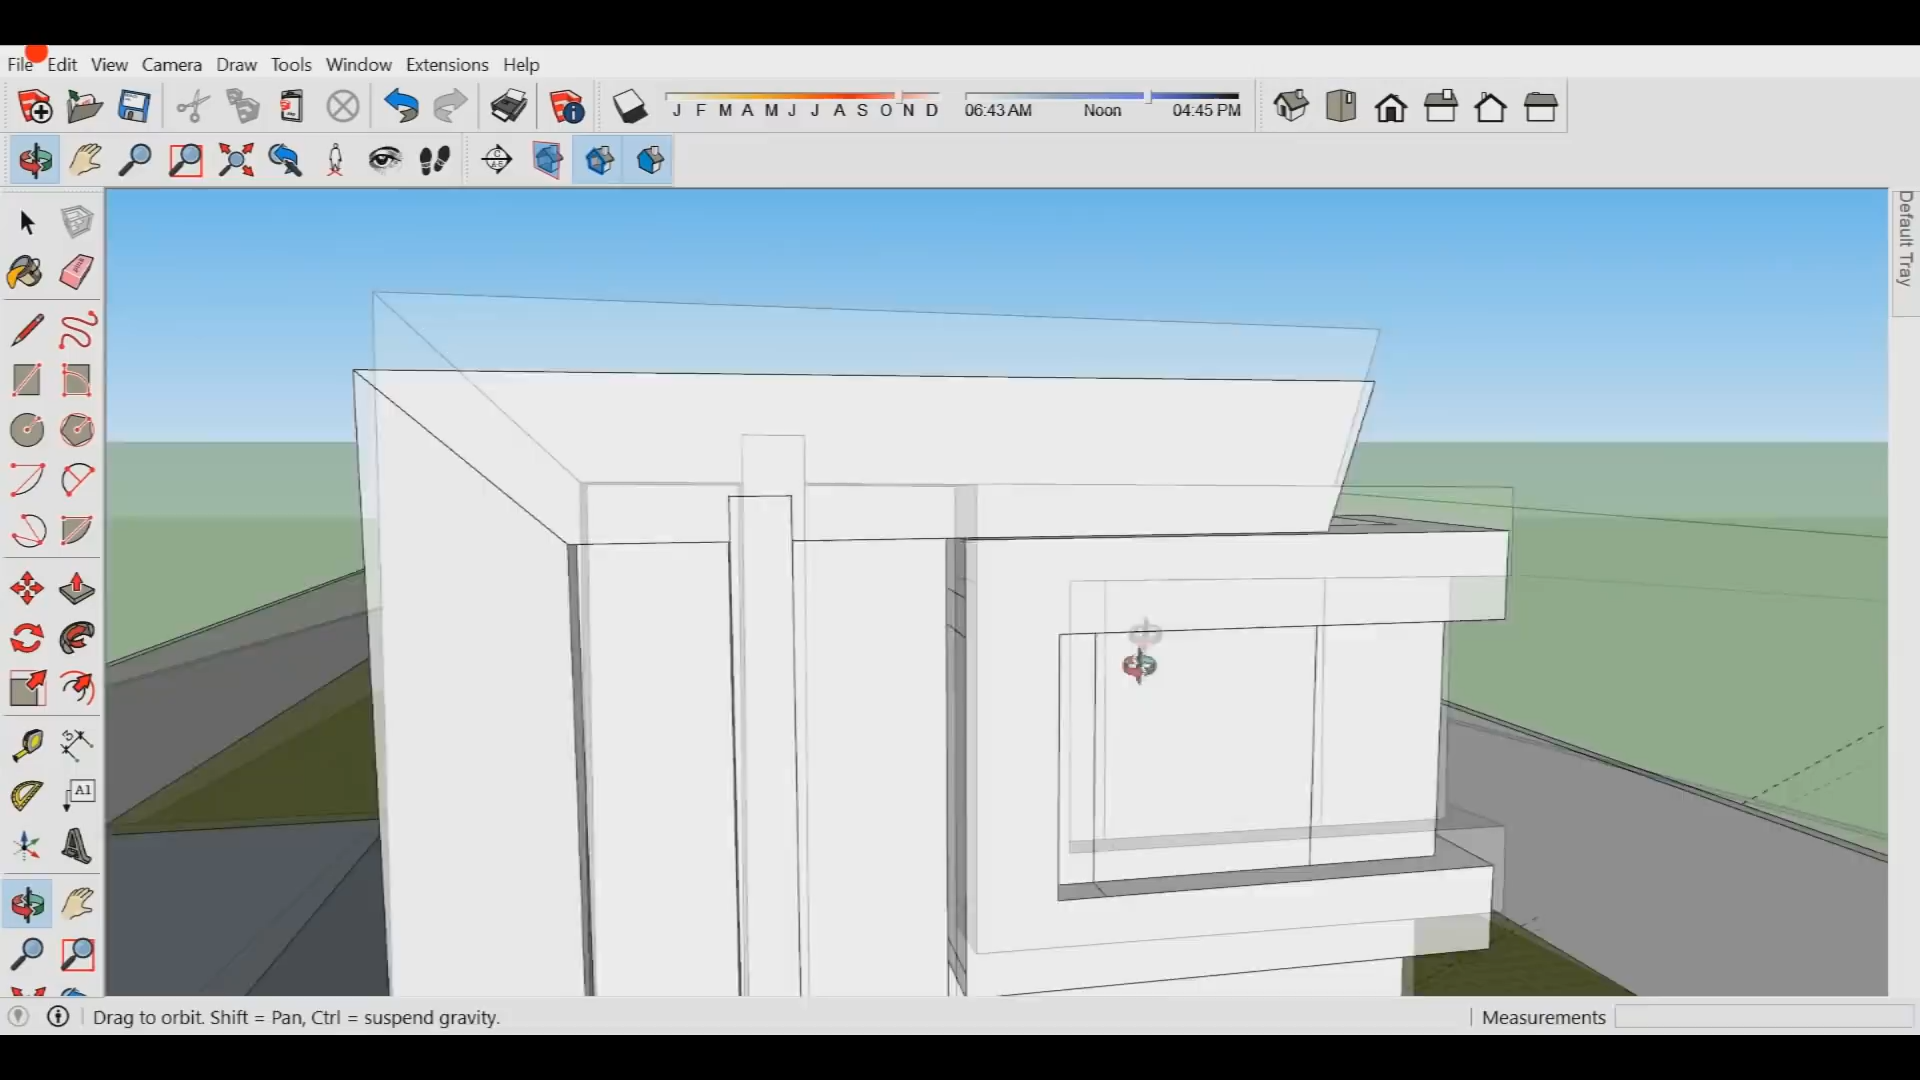 File Edit View Camera Draw Tools Window Extensions Help
J F M A M J J A S O N D 06:43 AM Noon 04:45 PM
Default Tray
A1
Drag to orbit. Shift = Pan, Ctrl = suspend gravity.
Measurements